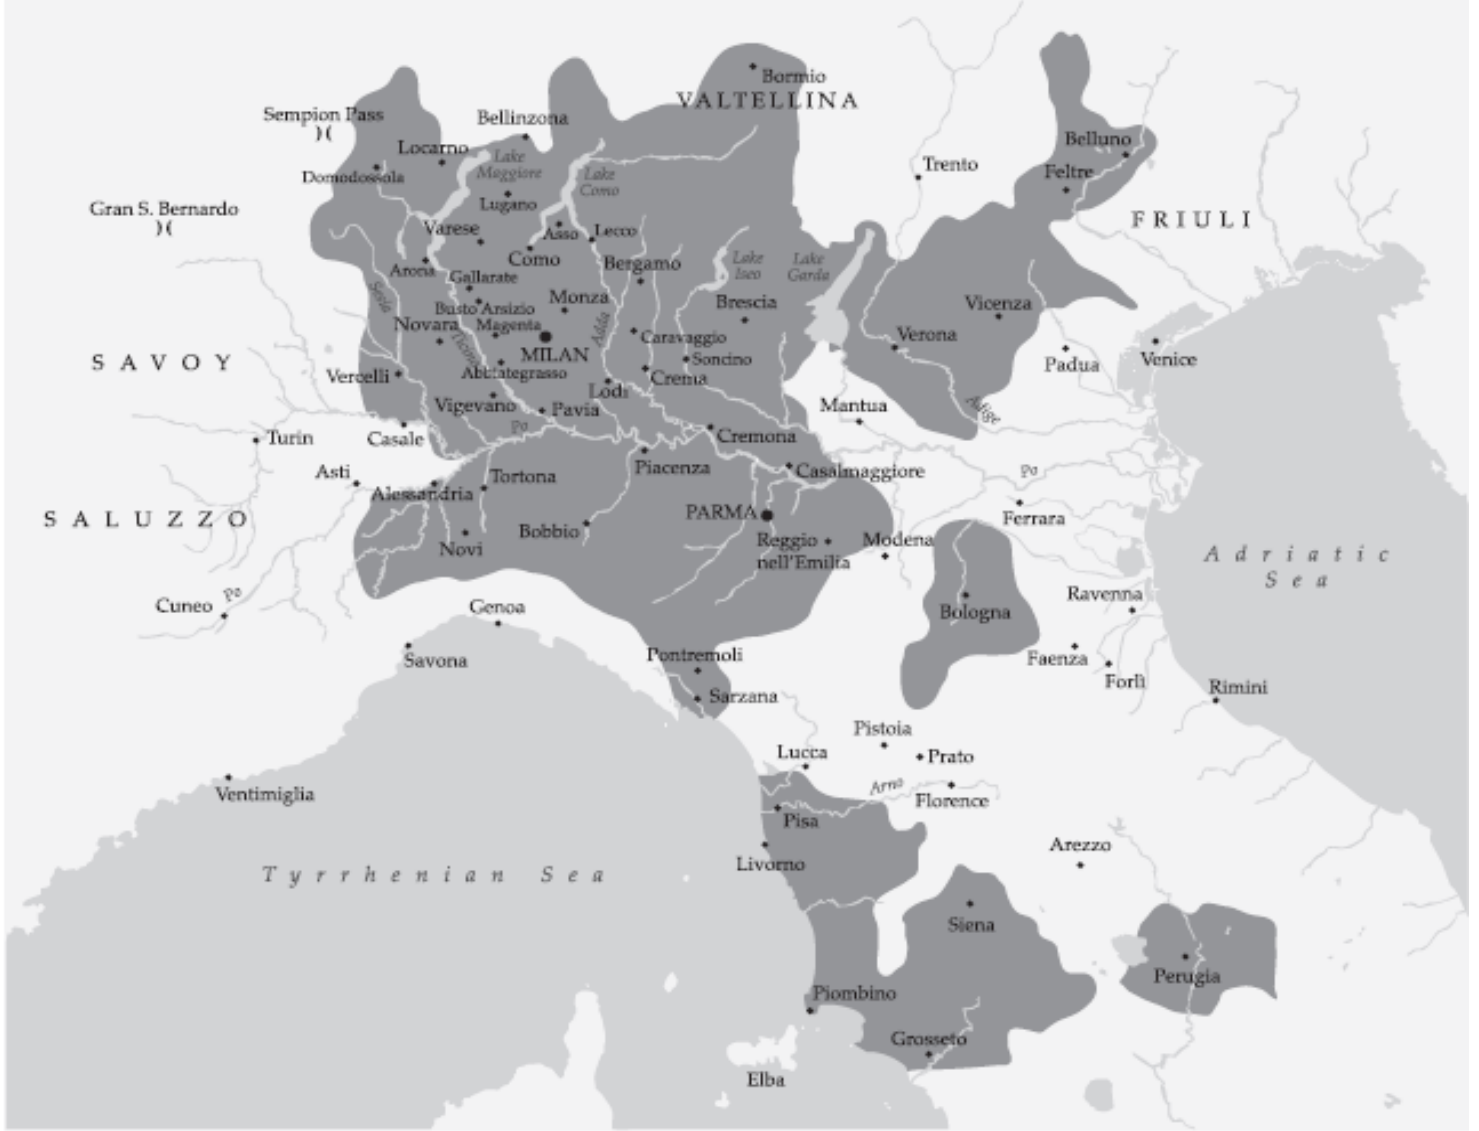 Bormio
VALTELLINA
Sempion Pass
Bellinzona
Locarno
Domodossola
Lake
Maggiore
Lake
Como
Lugano
Belluno
Feltre
Trento
FRIULI
Gran S. Bernardo
Varese
Asso
Lecco
Como
Bergamo
Arona
Gallarate
Lake
Iseo
Lake
Garda
Sesia
Busto Arsizio
Monza
Brescia
Vicenza
Novara
Magenta
Adda
Caravaggio
Verona
Ticino
MILAN
Soncino
SAVOY
Padua
Venice
Vercelli
Abbiategrasso
Crema
Lodi
Vigevano
Pavia
Mantua
Adige
Po
Turin
Casale
Cremona
Asti
Alessandria
Tortona
Piacenza
Casalmaggiore
Po
SALUZZO
Bobbio
PARMA
Ferrara
Novi
Reggio
nell'Emilia
Modena
Adriatic
Sea
Cuneo
Po
Genoa
Bologna
Ravenna
Savona
Pontremoli
Faenza
Forlì
Sarzana
Rimini
Pistoia
Lucca
Prato
Ventimiglia
Arno
Florence
Pisa
Arezzo
Livorno
Tyrrhenian Sea
Siena
Perugia
Piombino
Grosseto
Elba